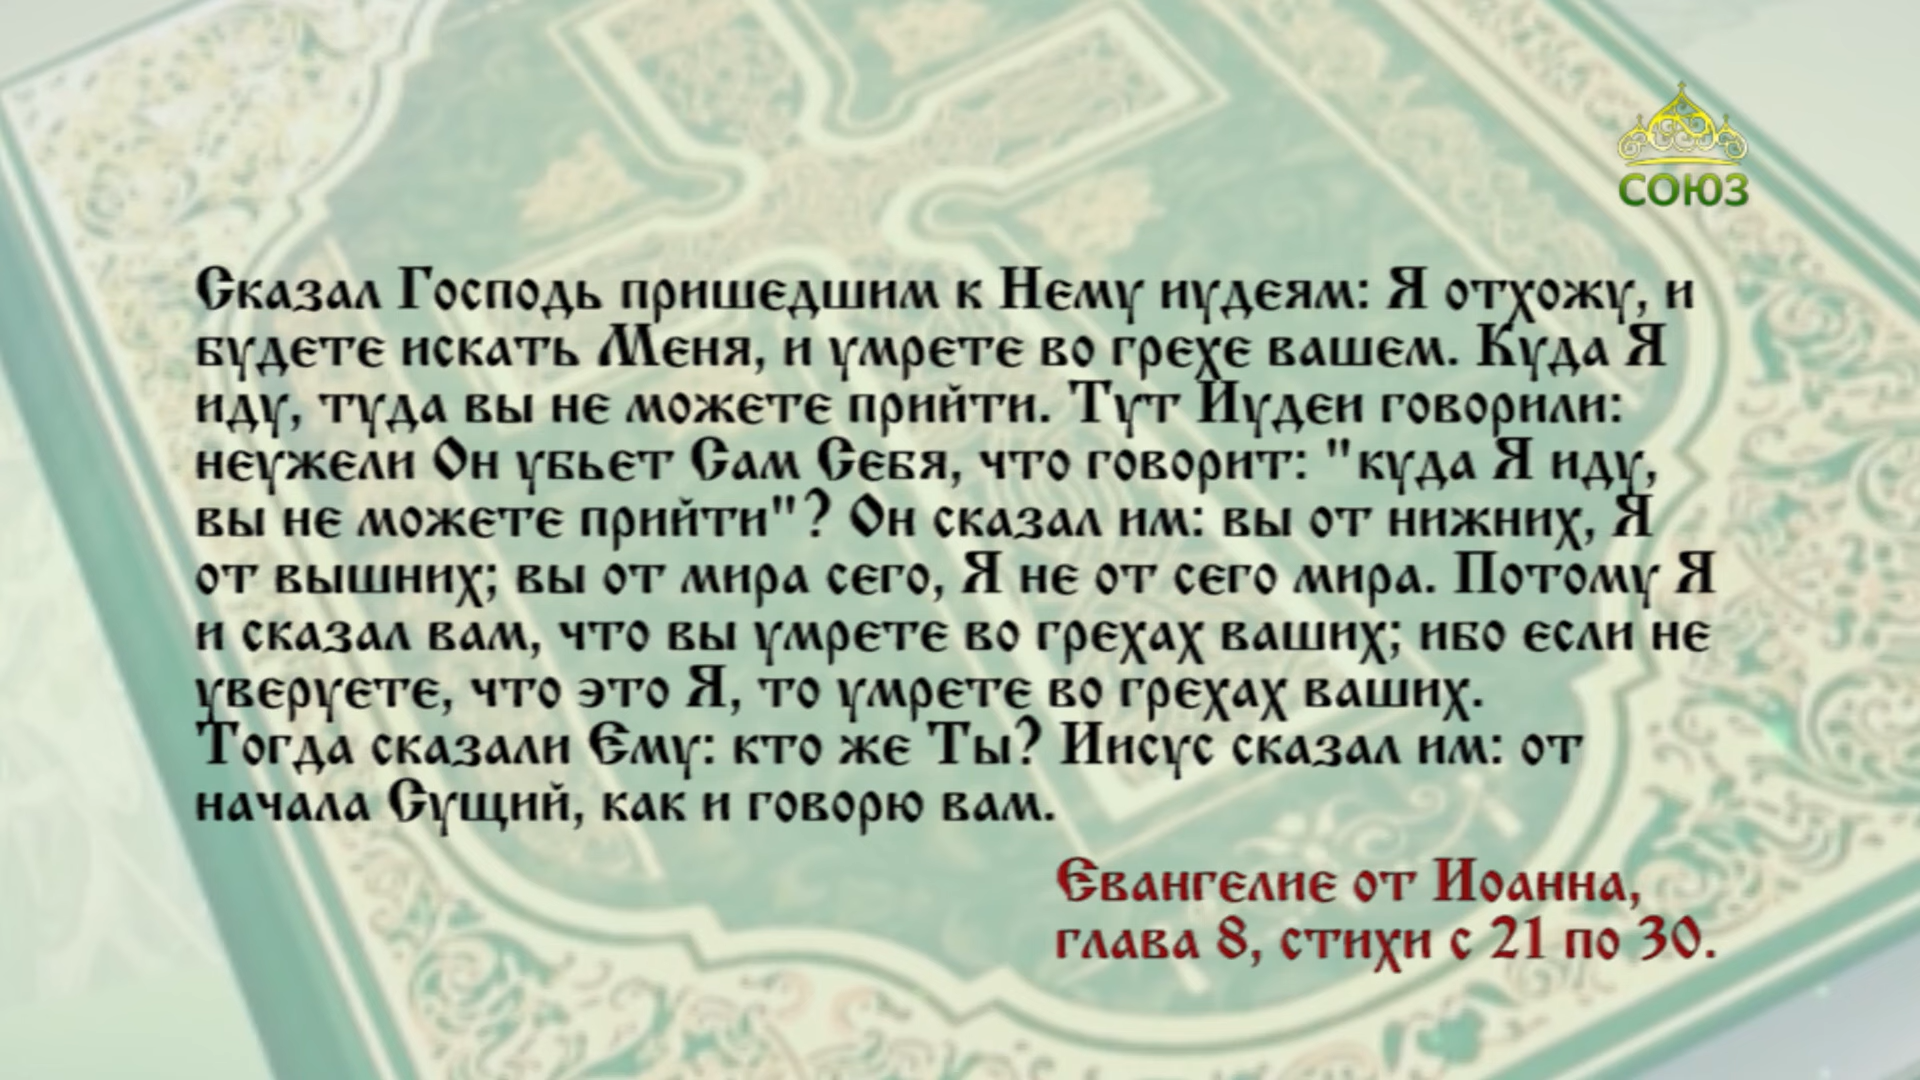 СОЮЗ
Сказал Господь пришедшим к Нему иудеям: Я отхожу, и
будете искать Меня, и умрете во грехе вашем. Куда Я
иду, туда вы не можете прийти. Тут Иудеи говорили:
неужели Он убьет Сам Себя, что говорит: "куда Я иду,
вы не можете прийти"? Он сказал им: вы от нижних, Я
от вышних; вы от мира сего, Я не от сего мира. Потому Я
и сказал вам, что вы умрете во грехах ваших; ибо если не
уверуете, что это Я, то умрете во грехах ваших.
Тогда сказали Ему: кто же Ты? Иисус сказал им: от
начала Сущий, как и говорю вам.
Евангелие от Иоанна,
глава 8, стихи с 21 по 30.